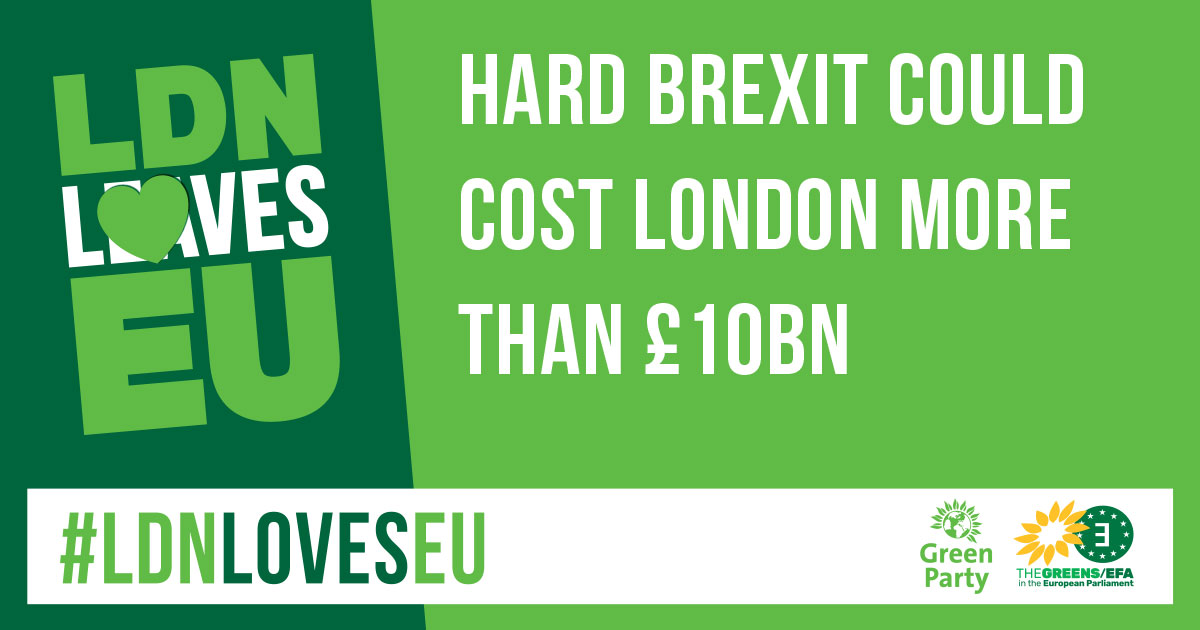 LDN
LEAVES
EU
HARD BREXIT COULD
COST LONDON MORE
THAN £10BN
#LDNLOVESEU
Green
Party
THEGREENS/EFA
in the European Parliament